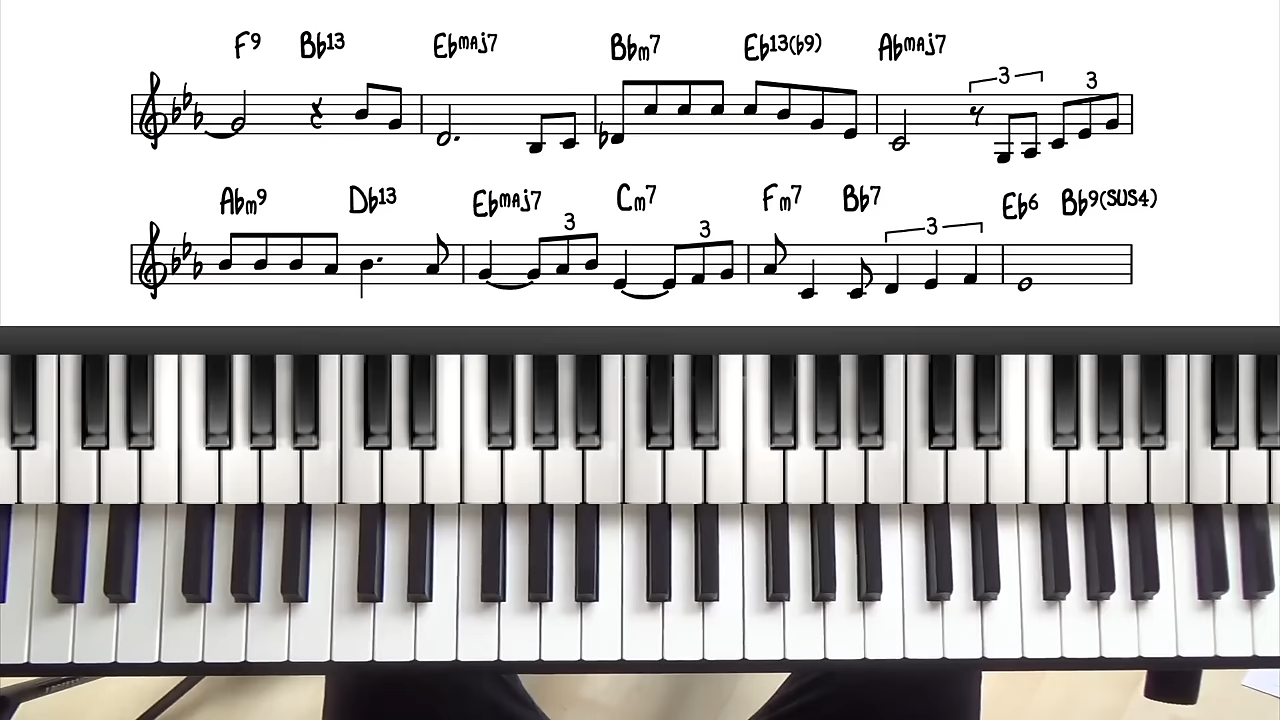 F9 Bb13 Ebmaj7 Bbm7 Eb13(b9) Abmaj7
3 3
Abm9 Db13 Ebmaj7 Cm7 Fm7 Bb7 Eb6 Bb9(sus4)
3 3 3